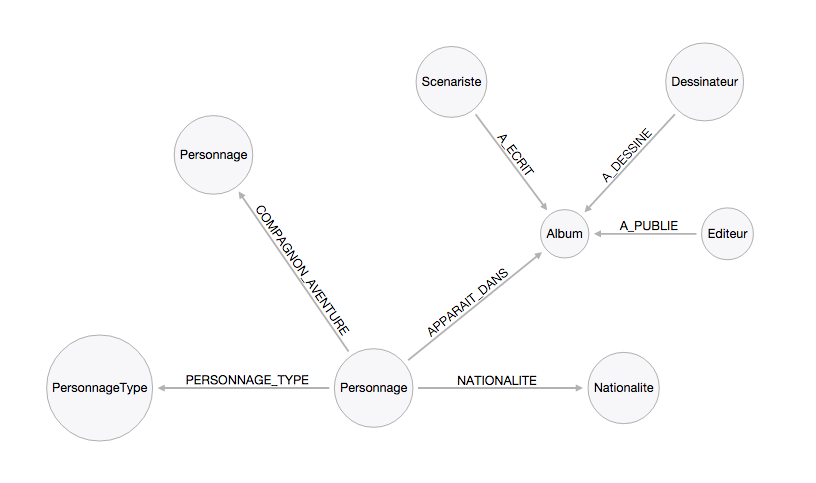 Scenariste
Dessinateur
A_ECRIT
A_DESSINE
Personnage
COMPAGNON_AVENTURE
Album
A_PUBLIE
Editeur
APPARAIT_DANS
PersonnageType
PERSONNAGE_TYPE
Personnage
NATIONALITE
Nationalite